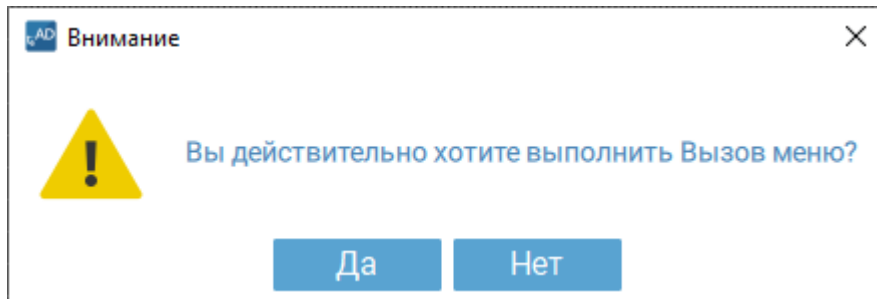 AD Внимание
Вы действительно хотите выполнить Вызов меню?
Да Нет